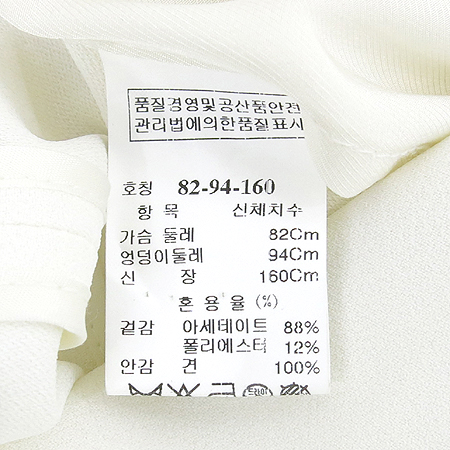 품질경영및공산품안전
관리법에의한품질표시
호칭 82-94-160
항 목 신체치수
가슴 둘레 82Cm
엉덩이둘레 94Cm
신 장 160Cm
혼 용 율 (%)
겉감 아세테이트 88%
폴리에스터 12%
안감 견 100%
드라이